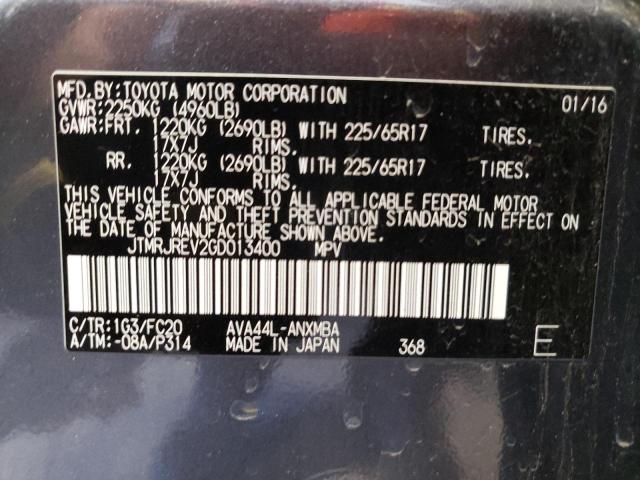 MFD.BY:TOYOTA MOTOR CORPORATION 01/16
GVWR:2250KG (4960LB)
GAWR:FRT. 1220KG (2690LB) WITH 225/65R17 TIRES.
17X7J RIMS.
RR. 1220KG (2690LB) WITH 225/65R17 TIRES.
17X7J RIMS.
THIS VEHICLE CONFORMS TO ALL APPLICABLE FEDERAL MOTOR
VEHICLE SAFETY AND THEFT PREVENTION STANDARDS IN EFFECT ON
THE DATE OF MANUFACTURE SHOWN ABOVE.
JTMRJREV2GD013400 MPV
C/TR:1G3/FC20 AVA44L-ANXMBA
A/TM:-08A/P314 MADE IN JAPAN 368 E